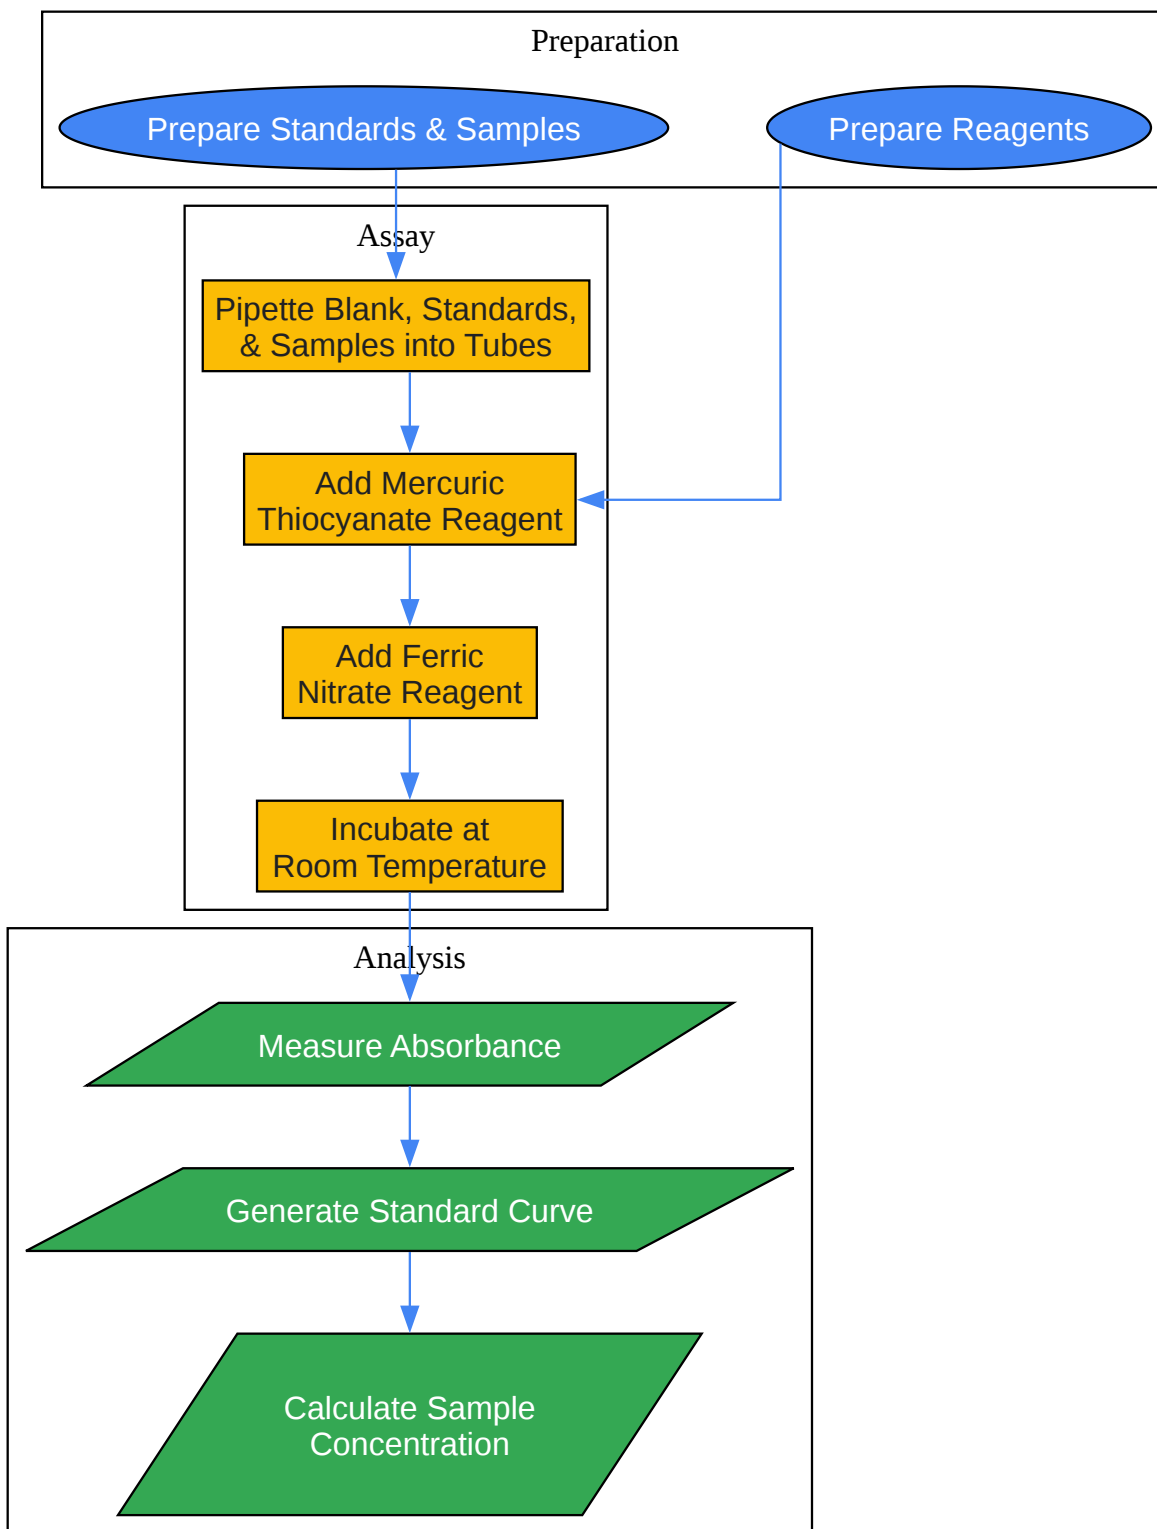 Preparation
Prepare Standards & Samples
Prepare Reagents
Assay
Pipette Blank, Standards,
& Samples into Tubes
Add Mercuric
Thiocyanate Reagent
Add Ferric
Nitrate Reagent
Incubate at
Room Temperature
Analysis
Measure Absorbance
Generate Standard Curve
Calculate Sample
Concentration